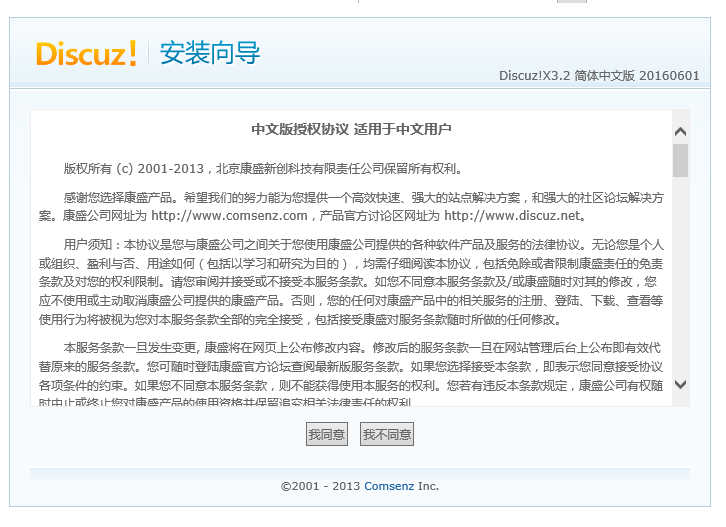 Discuz! 安装向导
Discuz!X3.2 简体中文版 20160601
中文版授权协议 适用于中文用户
版权所有 (c) 2001-2013，北京康盛新创科技有限责任公司保留所有权利。
感谢您选择康盛产品。希望我们的努力能为您提供一个高效快速、强大的站点解决方案，和强大的社区论坛解决方
案。康盛公司网址为 http://www.comsenz.com，产品官方讨论区网址为 http://www.discuz.net。
用户须知：本协议是您与康盛公司之间关于您使用康盛公司提供的各种软件产品及服务的法律协议。无论您是个人
或组织、盈利与否、用途如何（包括以学习和研究为目的），均需仔细阅读本协议，包括免除或者限制康盛责任的免责
条款及对您的权利限制。请您审阅并接受或不接受本服务条款。如您不同意本服务条款及/或康盛随时对其的修改，您
应不使用或主动取消康盛公司提供的康盛产品。否则，您的任何对康盛产品中的相关服务的注册、登陆、下载、查看等
使用行为将被视为您对本服务条款全部的完全接受，包括接受康盛对服务条款随时所做的任何修改。
本服务条款一旦发生变更, 康盛将在网页上公布修改内容。修改后的服务条款一旦在网站管理后台上公布即有效代
替原来的服务条款。您可随时登陆康盛官方论坛查阅最新版服务条款。如果您选择接受本条款，即表示您同意接受协议
各项条件的约束。如果您不同意本服务条款，则不能获得使用本服务的权利。您若有违反本条款规定，康盛公司有权随
时中止或终止您对康盛产品的使用资格并保留追究相关法律责任的权利。
我同意 我不同意
©2001 - 2013 Comsenz Inc.